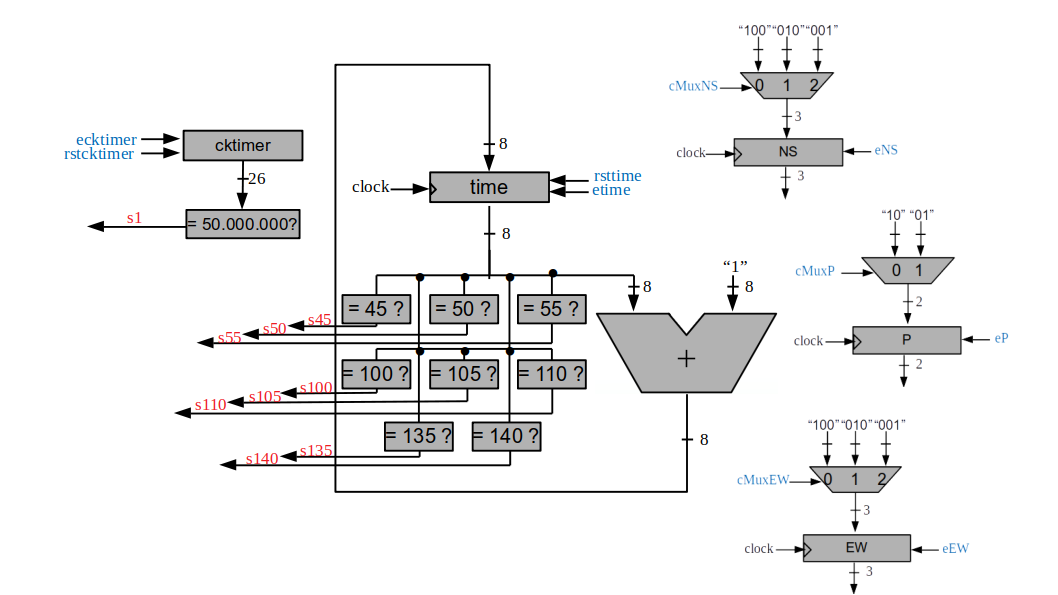 ecktimer
rstcktimer
cktimer
26
= 50.000.000?
s1
8
clock
time
rsttime
etime
8
= 45 ?
= 50 ?
= 55 ?
s45
s50
s55
= 100 ?
= 105 ?
= 110 ?
s100
s105
s110
= 135 ?
= 140 ?
s135
s140
8
“1”
8
+
8
“100” “010” “001”
cMuxNS
0 1 2
3
clock
NS
eNS
3
“10” “01”
cMuxP
0 1
2
clock
P
eP
2
“100” “010” “001”
cMuxEW
0 1 2
3
clock
EW
eEW
3